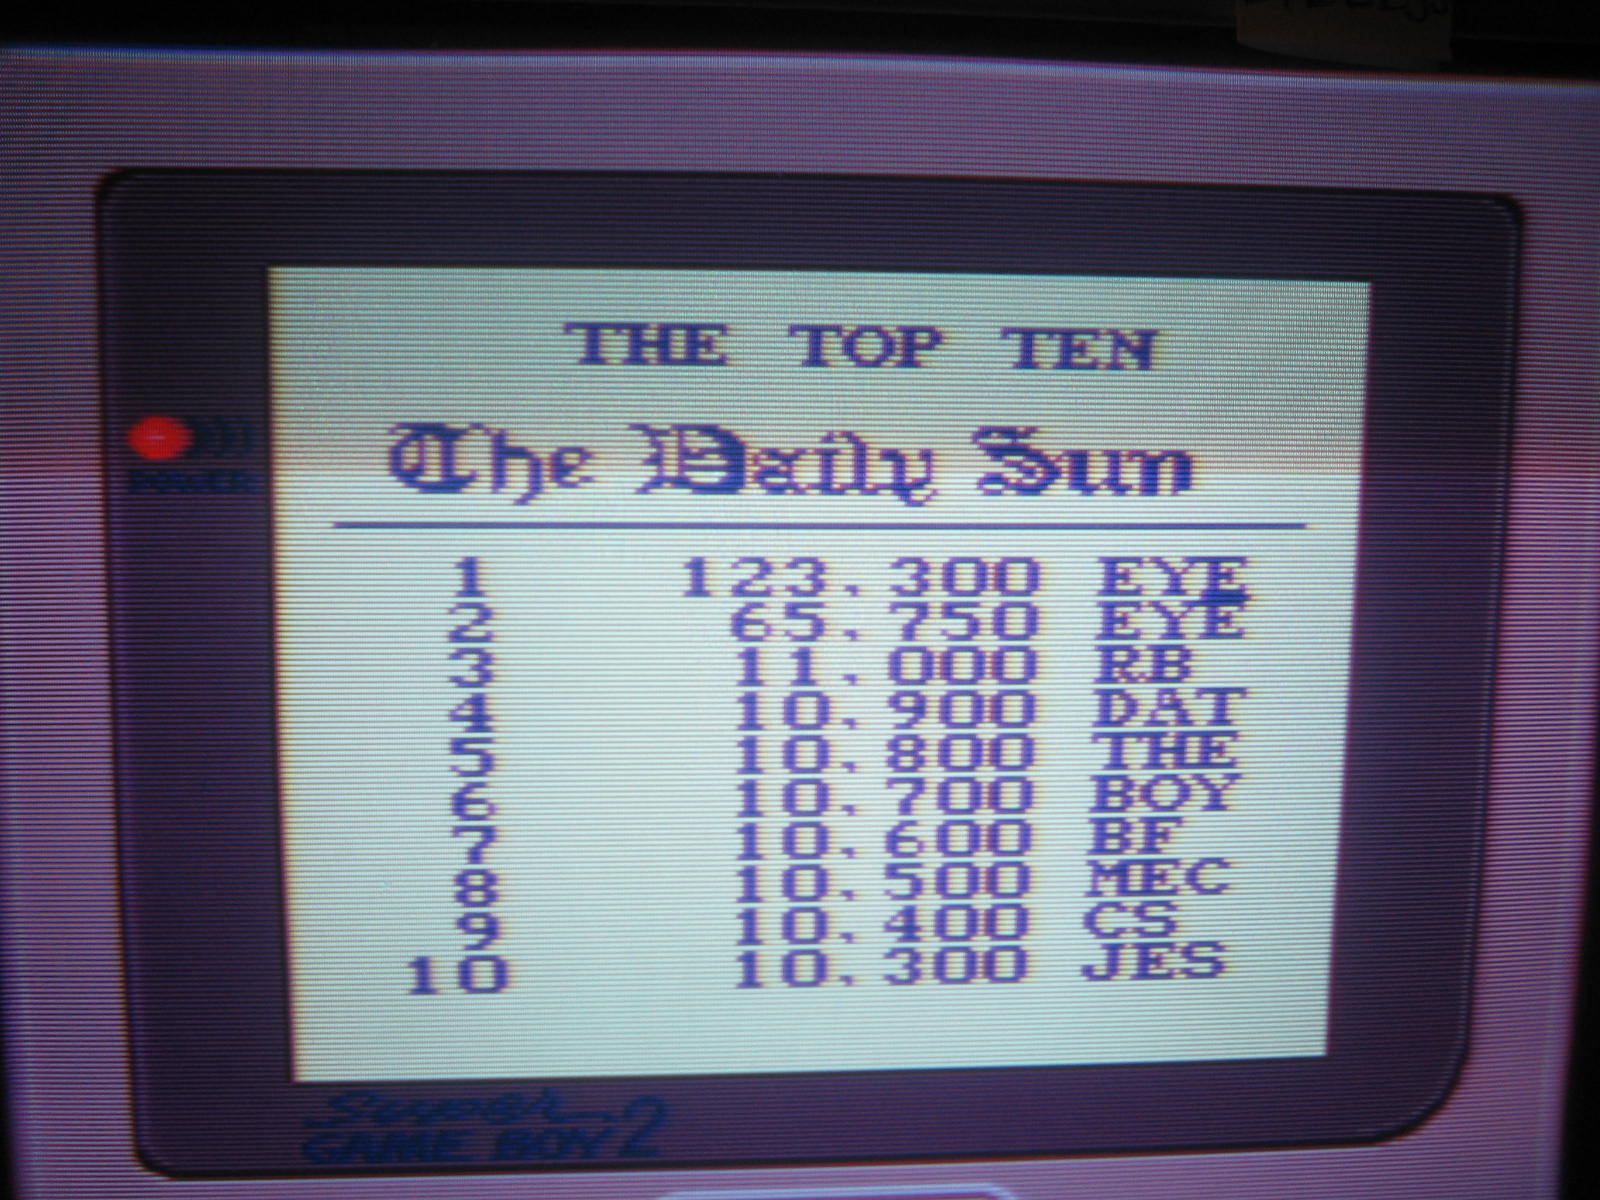 THE TOP TEN
The Daily Sun
1 123.300 EYE
2 65.750 EYE
3 11.000 RB
4 10.900 DAT
5 10.800 THE
6 10.700 BOY
7 10.600 BF
8 10.500 MEC
9 10.400 CS
10 10.300 JES
POWER
Super
GAME BOY 2